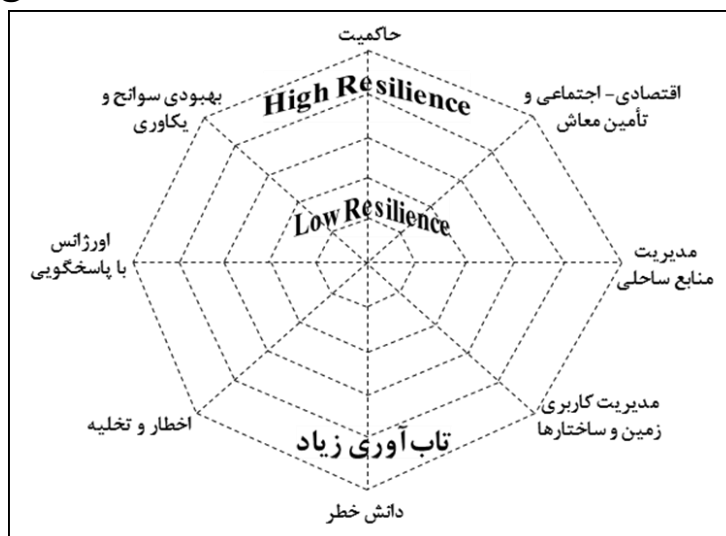 حاکمیت
اقتصادی- اجتماعی و
تأمین معاش
بهبودی سوانح و
یکاوری
High Resilience
Low Resilience
مدیریت
منابع ساحلی
اورژانس
با پاسخگویی
مدیریت کاربری
زمین و ساختارها
اخطار و تخلیه
تاب آوری زیاد
دانش خطر